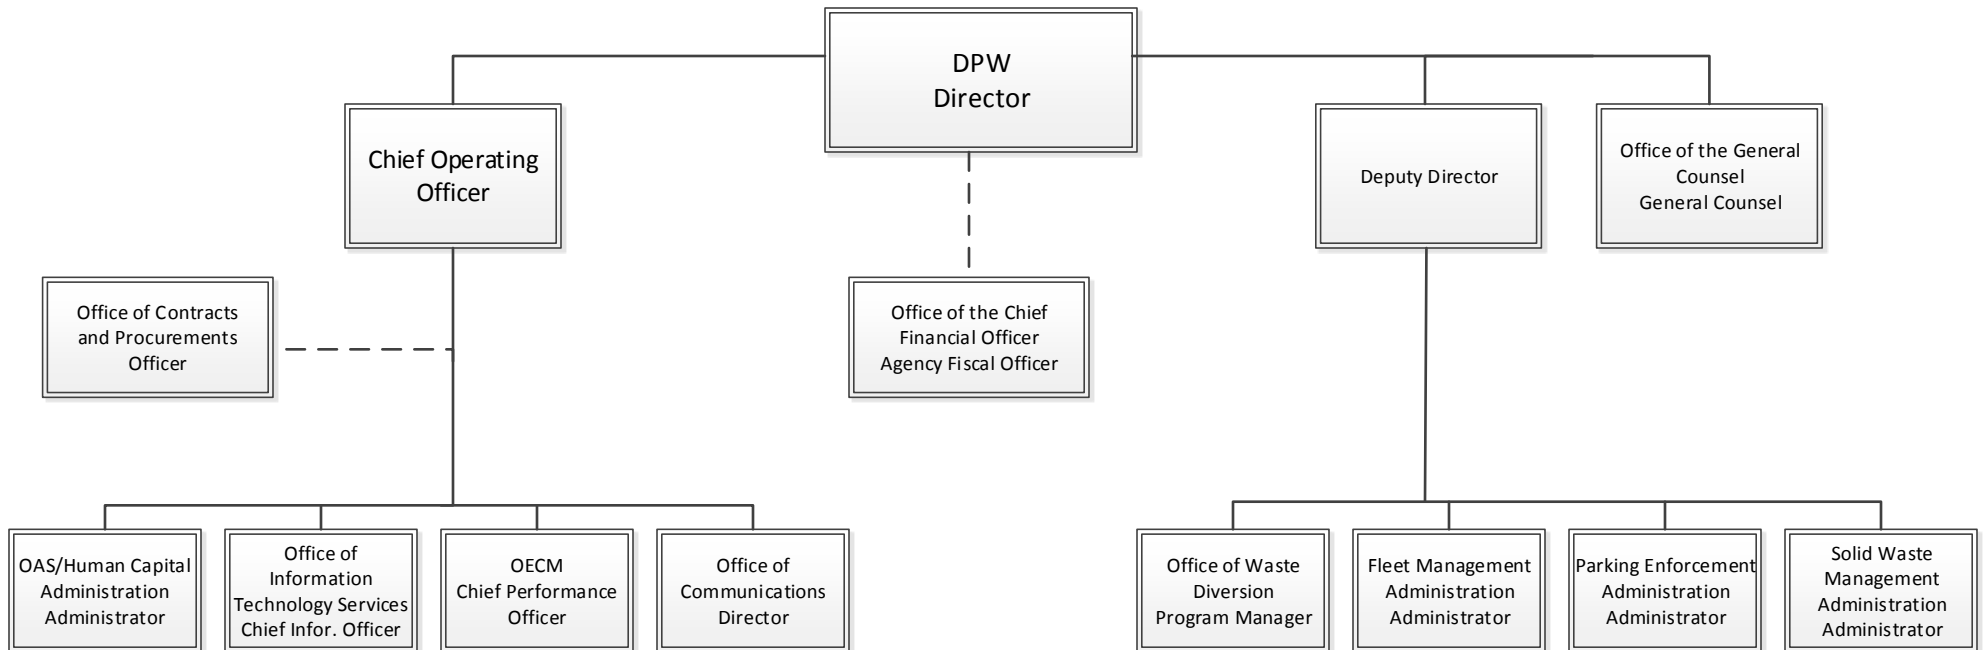 DPW
Director
Chief Operating
Officer
Deputy Director
Office of the General
Counsel
General Counsel
Office of Contracts
and Procurements
Officer
Office of the Chief
Financial Officer
Agency Fiscal Officer
OAS/Human Capital
Administration
Administrator
Office of
Information
Technology Services
Chief Infor. Officer
OECM
Chief Performance
Officer
Office of
Communications
Director
Office of Waste
Diversion
Program Manager
Fleet Management
Administration
Administrator
Parking Enforcement
Administration
Administrator
Solid Waste
Management
Administration
Administrator